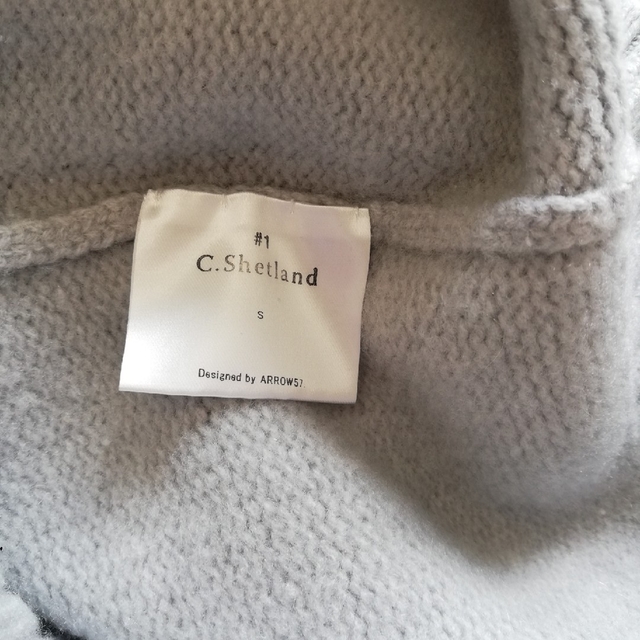 #1
C.Shetland
S
Designed by ARROW57.